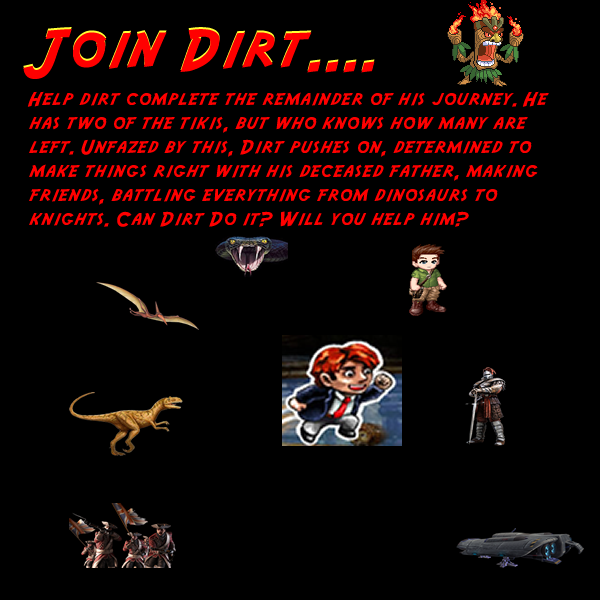 Join Dirt....
Help dirt complete the remainder of his journey. He
has two of the tikis, but who knows how many are
left. Unfazed by this, Dirt pushes on, determined to
make things right with his deceased father, making
friends, battling everything from dinosaurs to
knights. Can Dirt Do it? Will you help him?